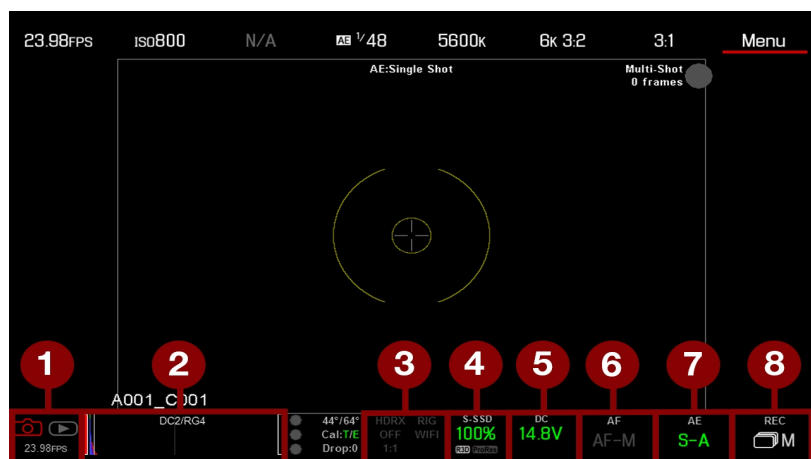 23.98FPS ISO800 N/A AE 1/48 5600K 6K 3:2 3:1 Menu
AE:Single Shot
Multi-Shot
0 frames
1 2 3 4 5 6 7 8
A001_C001
23.98FPS
DC2/RG4
44°/64°
Cal:T/E
Drop:0
HDRX RIG
OFF WIFI
1:1
S-SSD
100%
R3D ProRes
DC
14.8V
AF
AF-M
AE
S-A
REC
M